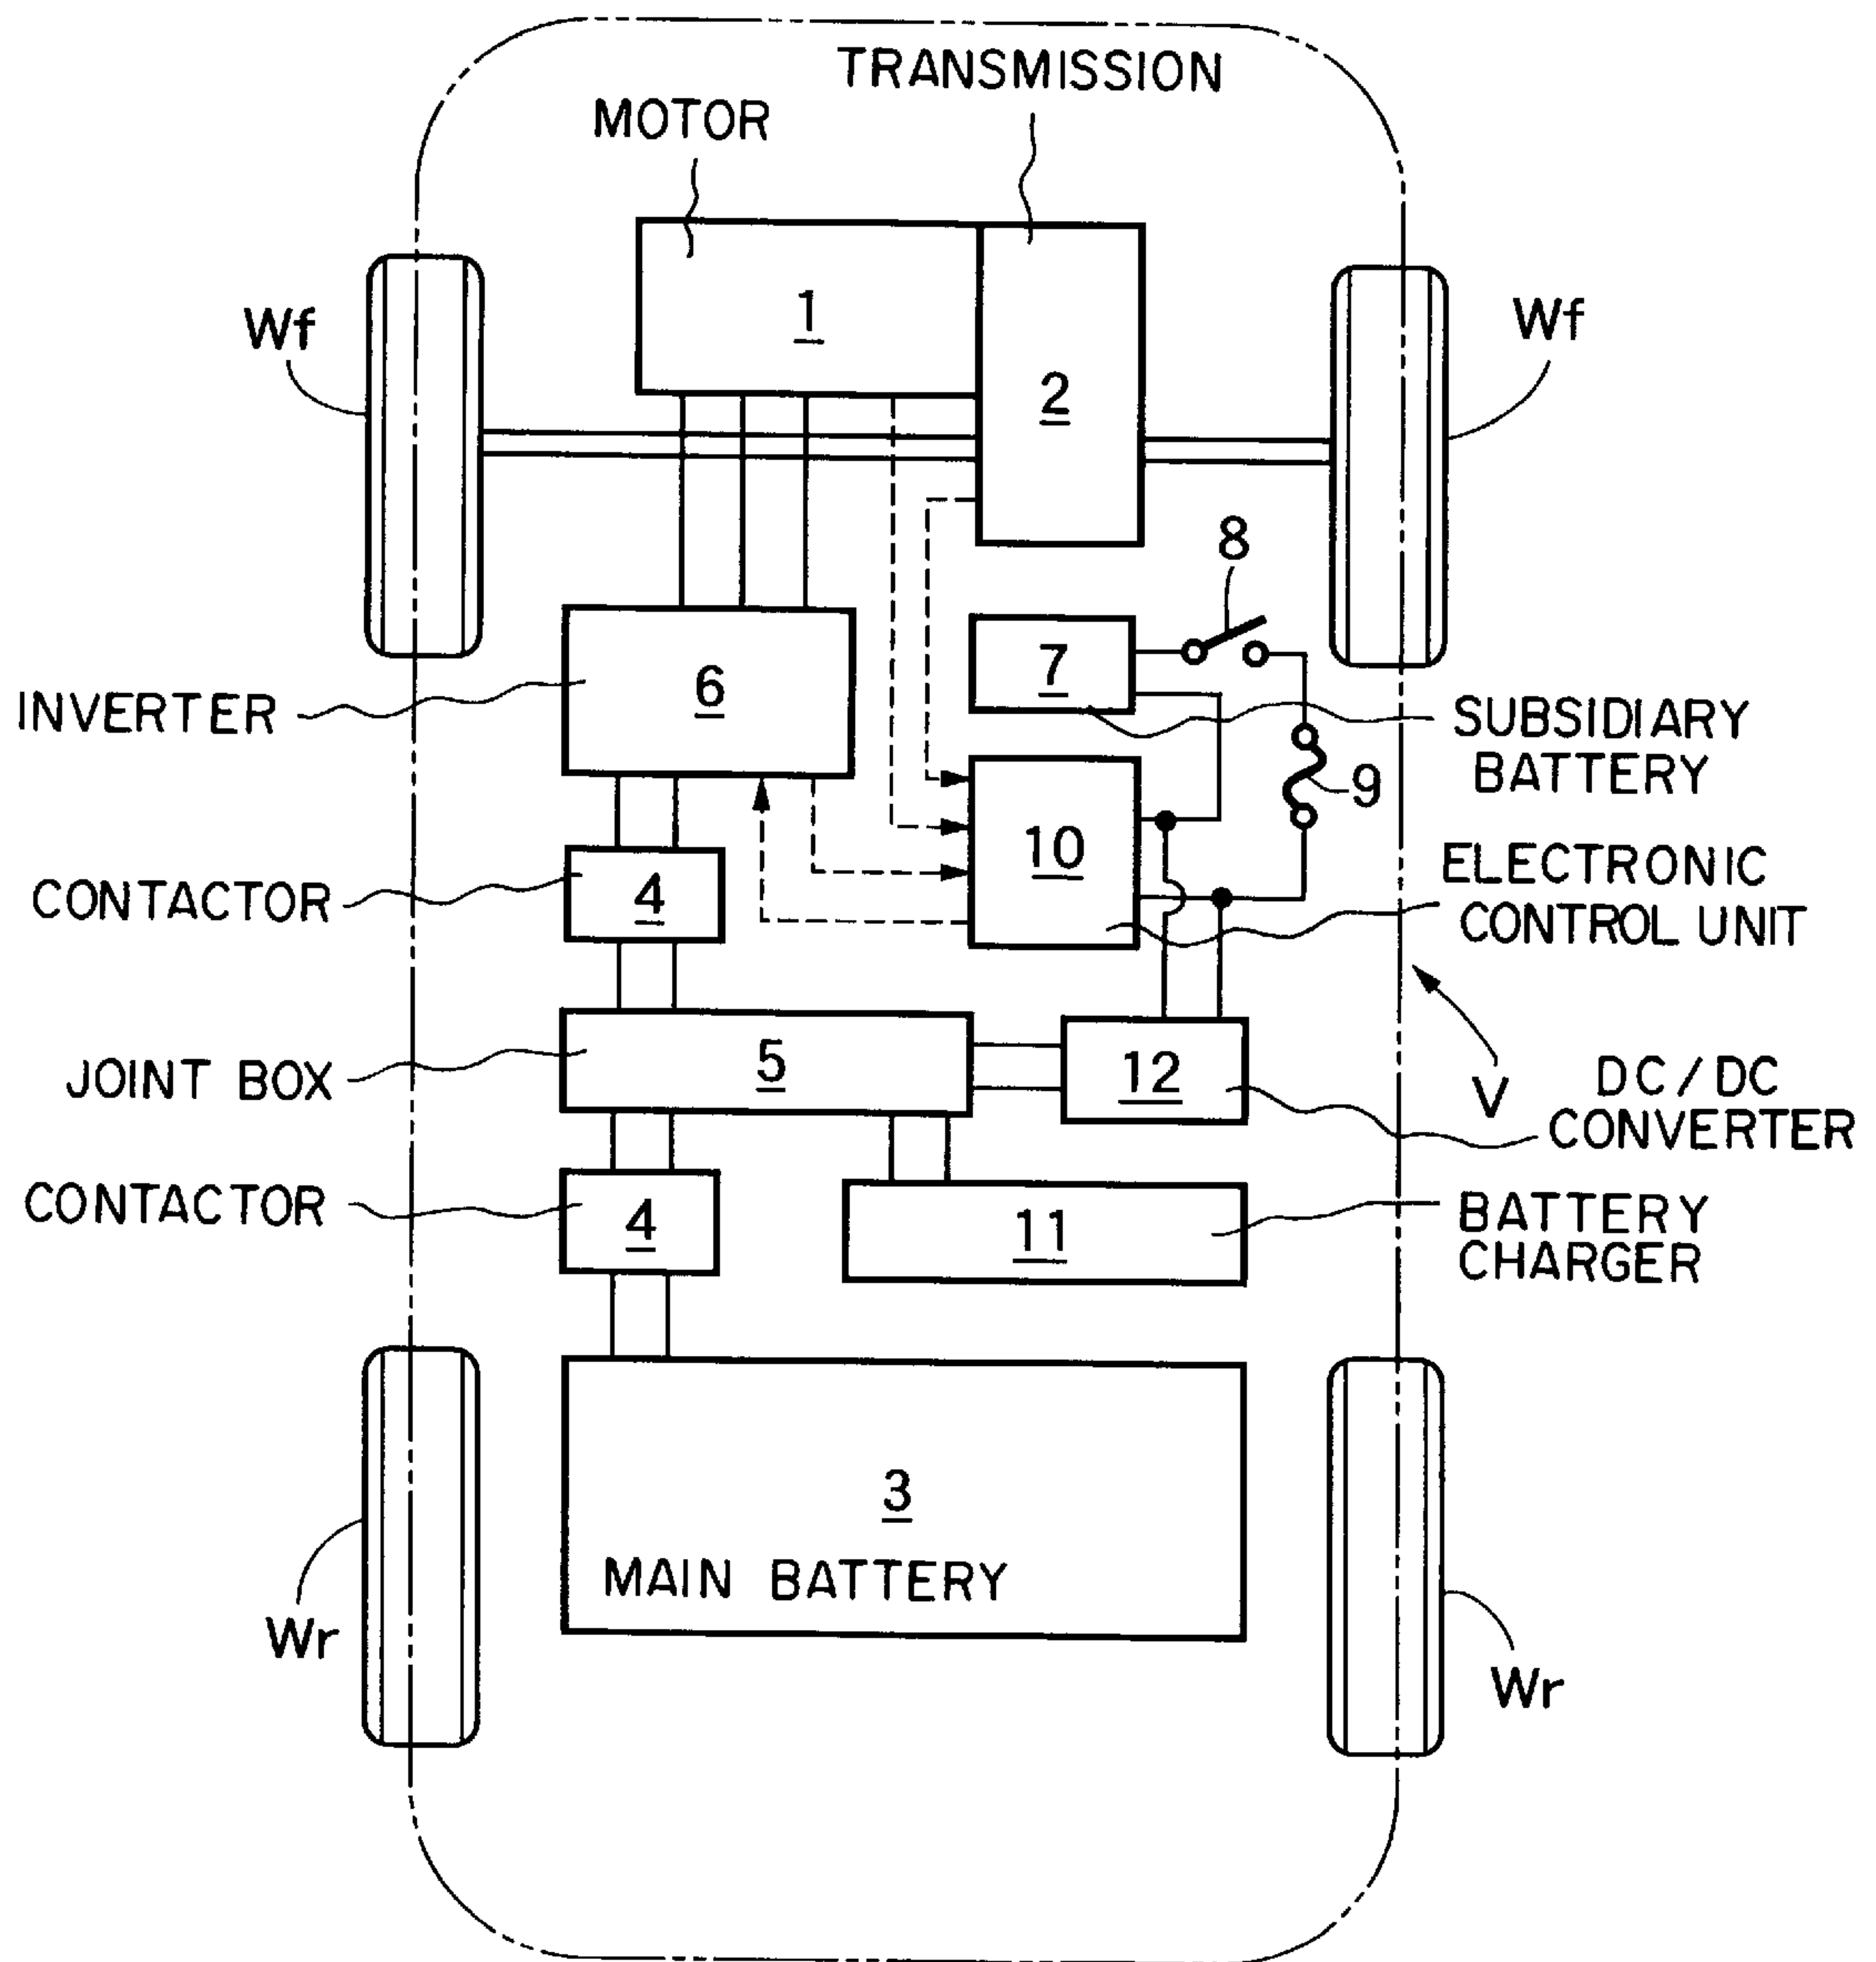 TRANSMISSION
MOTOR
1
Wf
Wf
2
8
7
6
INVERTER
SUBSIDIARY
BATTERY
9
10
ELECTRONIC
CONTROL UNIT
CONTACTOR
4
JOINT BOX
5
12
V
DC/DC
CONVERTER
CONTACTOR
4
11
BATTERY
CHARGER
3
MAIN BATTERY
Wr
Wr